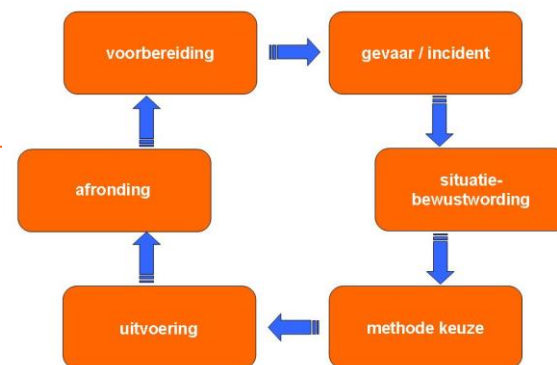 voorbereiding
gevaar / incident
situatie-
bewustwording
methode keuze
uitvoering
afronding